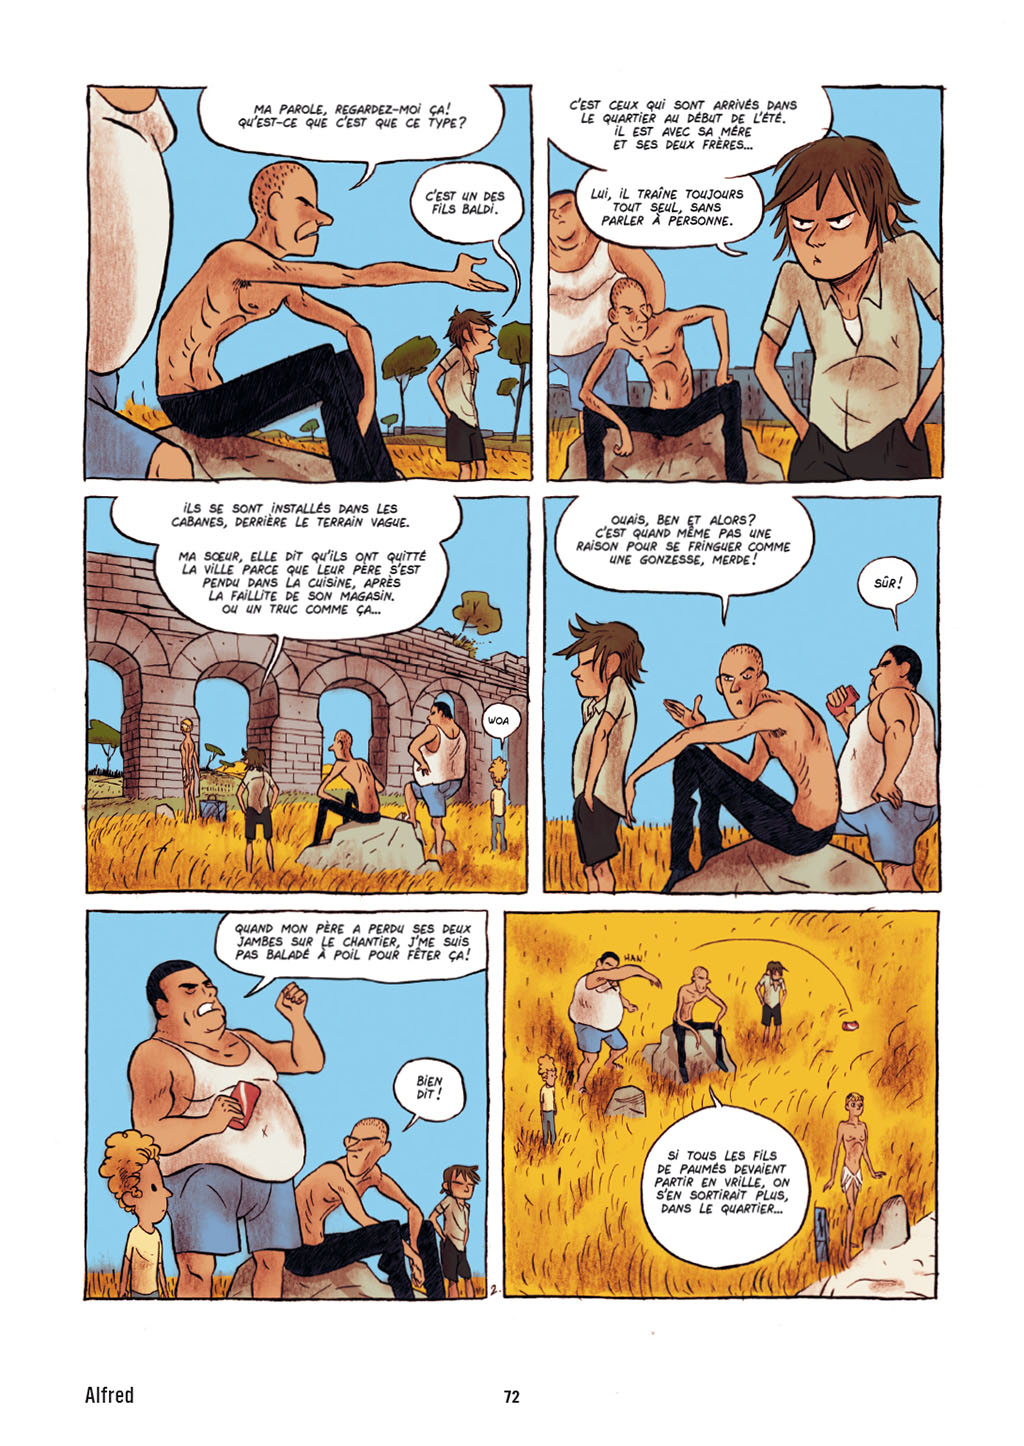 MA PAROLE, REGARDEZ-MOI ÇA!
QU'EST-CE QUE C'EST QUE CE TYPE?
C'EST UN DES
FILS BALDI.
C'EST CEUX QUI SONT ARRIVÉS DANS
LE QUARTIER AU DÉBUT DE L'ÉTÉ.
iL EST AVEC SA MÈRE
ET SES DEUX FRÈRES...
LUI, iL TRAÎNE TOUJOURS
TOUT SEUL, SANS
PARLER À PERSONNE.
iLS SE SONT INSTALLÉS DANS LES
CABANES, DERRIÈRE LE TERRAIN VAGUE.
MA SŒUR, ELLE DIT QU'ILS ONT QUITTÉ
LA VILLE PARCE QUE LEUR PÈRE S'EST
PENDU DANS LA CUISINE, APRÈS
LA FAILLITE DE SON MAGASIN.
OU UN TRUC COMME ÇA...
WOA
OUAIS, BEN ET ALORS?
C'EST QUAND MÊME PAS UNE
RAISON POUR SE FRINGUER COMME
UNE GONZESSE, MERDE!
SÛR!
QUAND MON PÈRE A PERDU SES DEUX
JAMBES SUR LE CHANTIER, J'ME SUIS
PAS BALADÉ À POIL POUR FÊTER ÇA!
BIEN
DIT!
HAN!
SI TOUS LES FILS
DE PAUMÉS DEVAIENT
PARTIR EN VRILLE, ON
S'EN SORTIRAIT PLUS,
DANS LE QUARTIER...
2.
Alfred
72